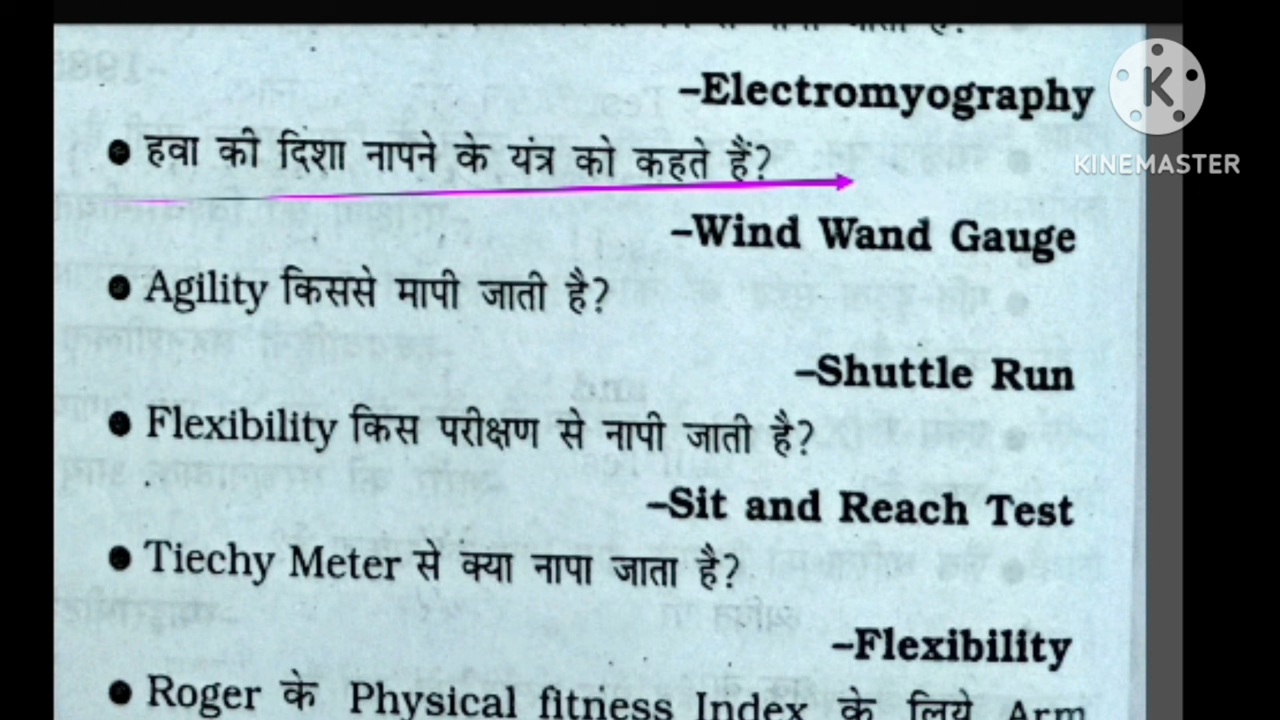 –Electromyography
● हवा की दिशा नापने के यंत्र को कहते हैं?
–Wind Wand Gauge
● Agility किससे मापी जाती है?
–Shuttle Run
● Flexibility किस परीक्षण से नापी जाती है?
–Sit and Reach Test
● Tiechy Meter से क्या नापा जाता है?
–Flexibility
● Roger के Physical fitness Index के लिये Arm
K
KINEMASTER